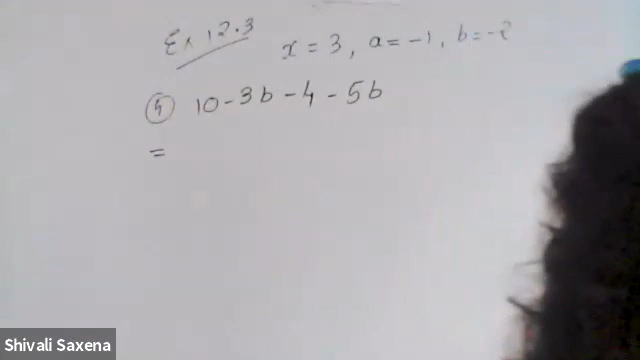 Ex 12.3
x = 3, a = -1, b = -2
(4) 10 - 3b - 4 - 5b
=
Shivali Saxena